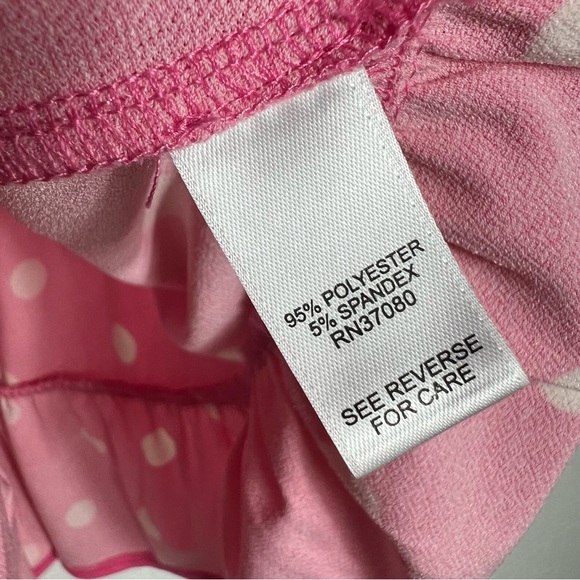 95% POLYESTER
5% SPANDEX
RN37080
SEE REVERSE
FOR CARE